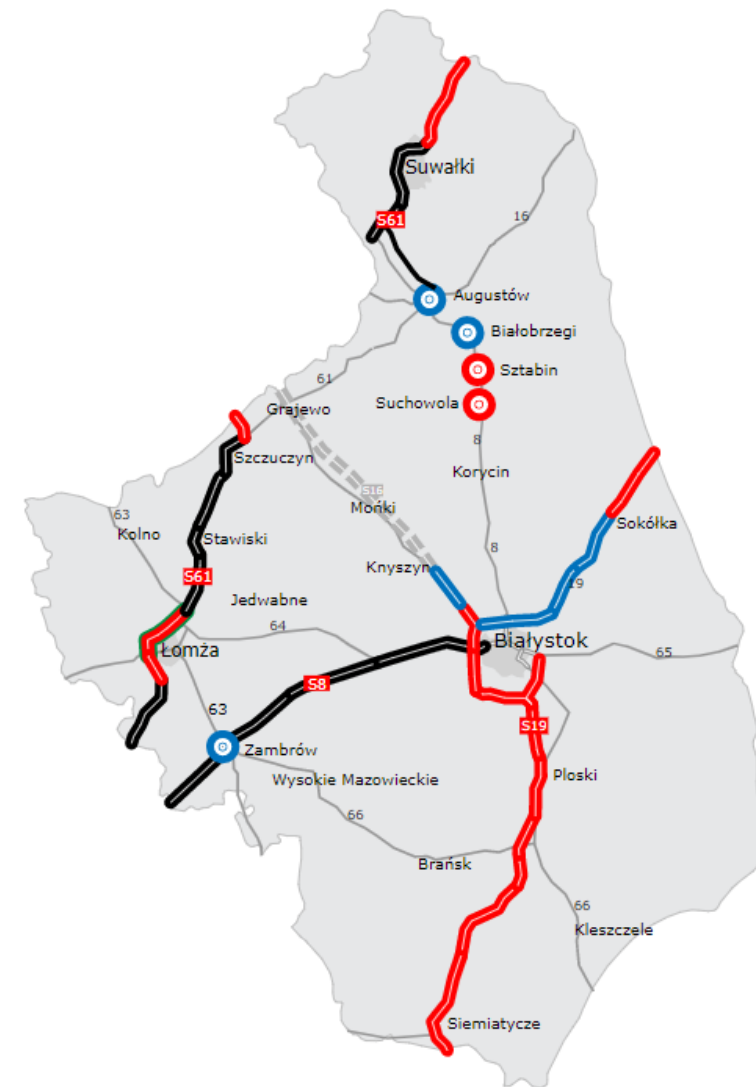 Suwałki
16
S61
Augustów
Białobrzegi
Sztabin
61
Suchowola
Grajewo
8
Szczuczyn
Korycin
S16
Mońki
63
Kolno
Stawiski
Sokółka
8
Knyszyn
S61
19
Jedwabne
64
Białystok
Łomża
65
S8
63
S19
Zambrów
Wysokie Mazowieckie
Ploski
66
Brańsk
66
Kleszczele
Siemiatycze